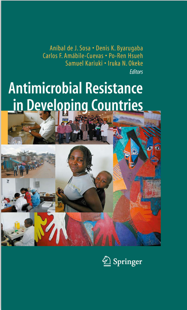 Aníbal de J. Sosa • Denis K. Byarugaba
Carlos F. Amábile-Cuevas • Po-Ren Hsueh
Samuel Kariuki • Iruka N. Okeke
Editors
Antimicrobial Resistance
in Developing Countries
Springer